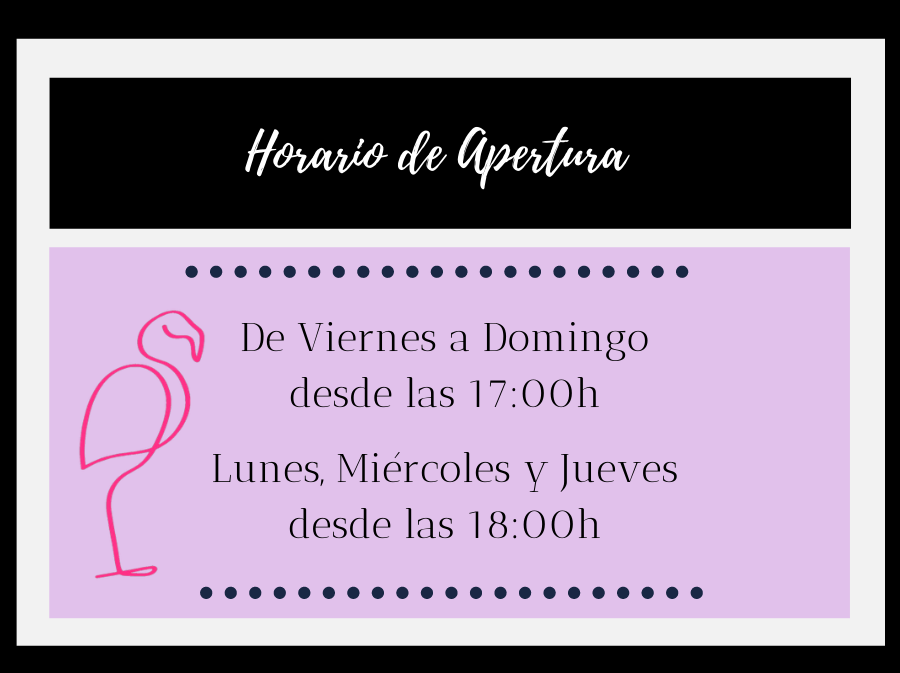 Horario de Apertura
De Viernes a Domingo
desde las 17:00h
Lunes, Miércoles y Jueves
desde las 18:00h